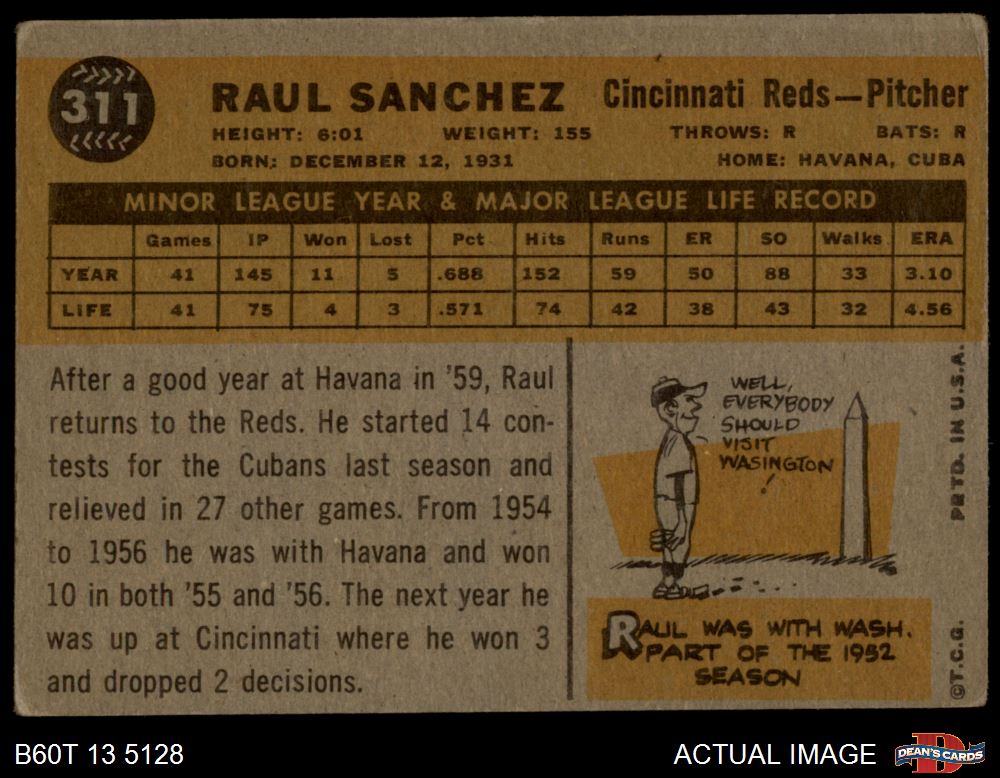 311
RAUL SANCHEZ Cincinnati Reds—Pitcher
HEIGHT: 6:01 WEIGHT: 155 THROWS: R BATS: R
BORN: DECEMBER 12, 1931 HOME: HAVANA, CUBA
MINOR LEAGUE YEAR & MAJOR LEAGUE LIFE RECORD
Games IP Won Lost Pct Hits Runs ER SO Walks ERA
YEAR 41 145 11 5 .688 152 59 50 88 33 3.10
LIFE 41 75 4 3 .571 74 42 38 43 32 4.56
After a good year at Havana in '59, Raul
returns to the Reds. He started 14 con-
tests for the Cubans last season and
relieved in 27 other games. From 1954
to 1956 he was with Havana and won
10 in both '55 and '56. The next year he
was up at Cincinnati where he won 3
and dropped 2 decisions.
WELL,
EVERYBODY
SHOULD
VISIT
WASINGTON
!
RAUL WAS WITH WASH.
PART OF THE 1952
SEASON
©T.C.G. PRTD. IN U.S.A.
B60T 13 5128 ACTUAL IMAGE DEAN'S CARDS